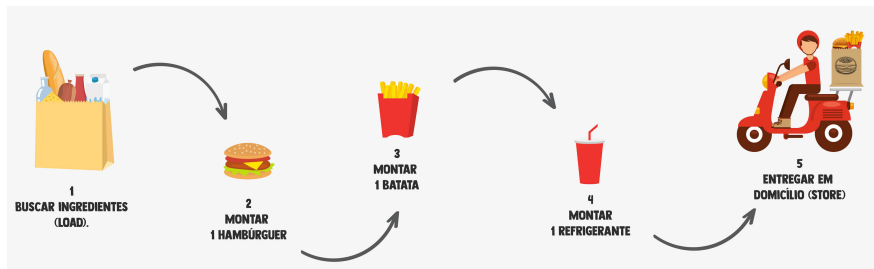 1
BUSCAR INGREDIENTES
(LOAD).
2
MONTAR
1 HAMBÚRGUER
3
MONTAR
1 BATATA
4
MONTAR
1 REFRIGERANTE
5
ENTREGAR EM
DOMICÍLIO (STORE)